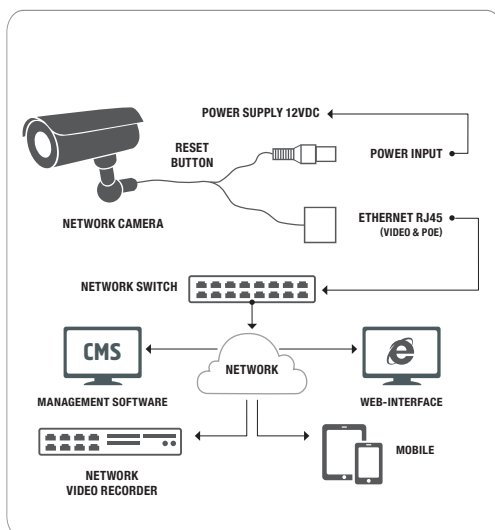 POWER SUPPLY 12VDC
RESET
BUTTON
POWER INPUT
NETWORK CAMERA
ETHERNET RJ45
(VIDEO & POE)
NETWORK SWITCH
CMS
NETWORK
MANAGEMENT SOFTWARE
WEB-INTERFACE
MOBILE
NETWORK
VIDEO RECORDER